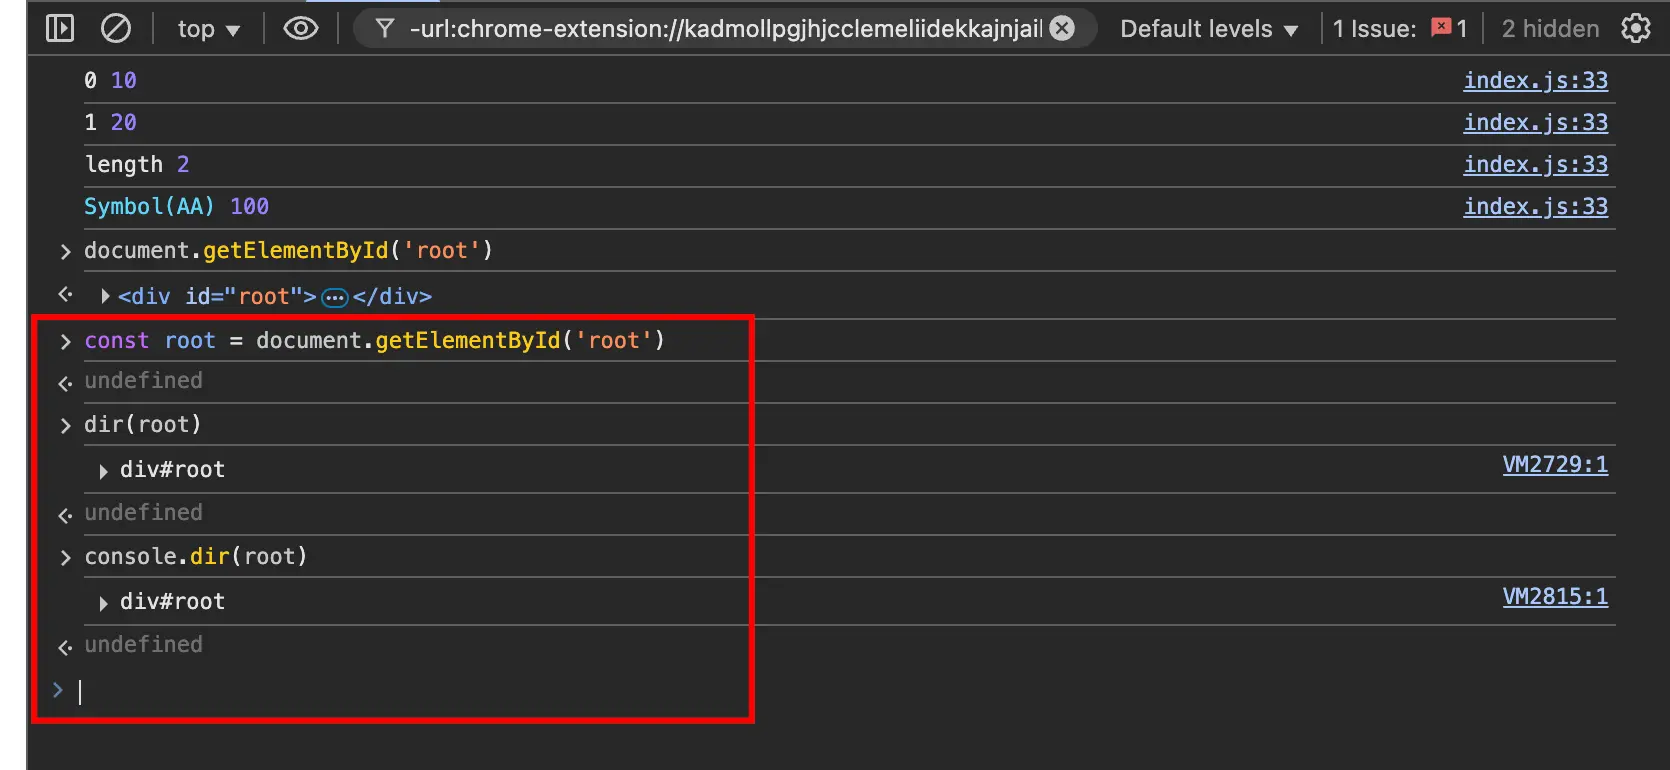 top -url:chrome-extension://kadmollpgjhjcclemeliidekkajnjail Default levels 1 Issue: 1 2 hidden
0 10 index.js:33
1 20 index.js:33
length 2 index.js:33
Symbol(AA) 100 index.js:33
document.getElementById('root')
<div id="root">…</div>
const root = document.getElementById('root')
undefined
dir(root)
div#root VM2729:1
undefined
console.dir(root)
div#root VM2815:1
undefined